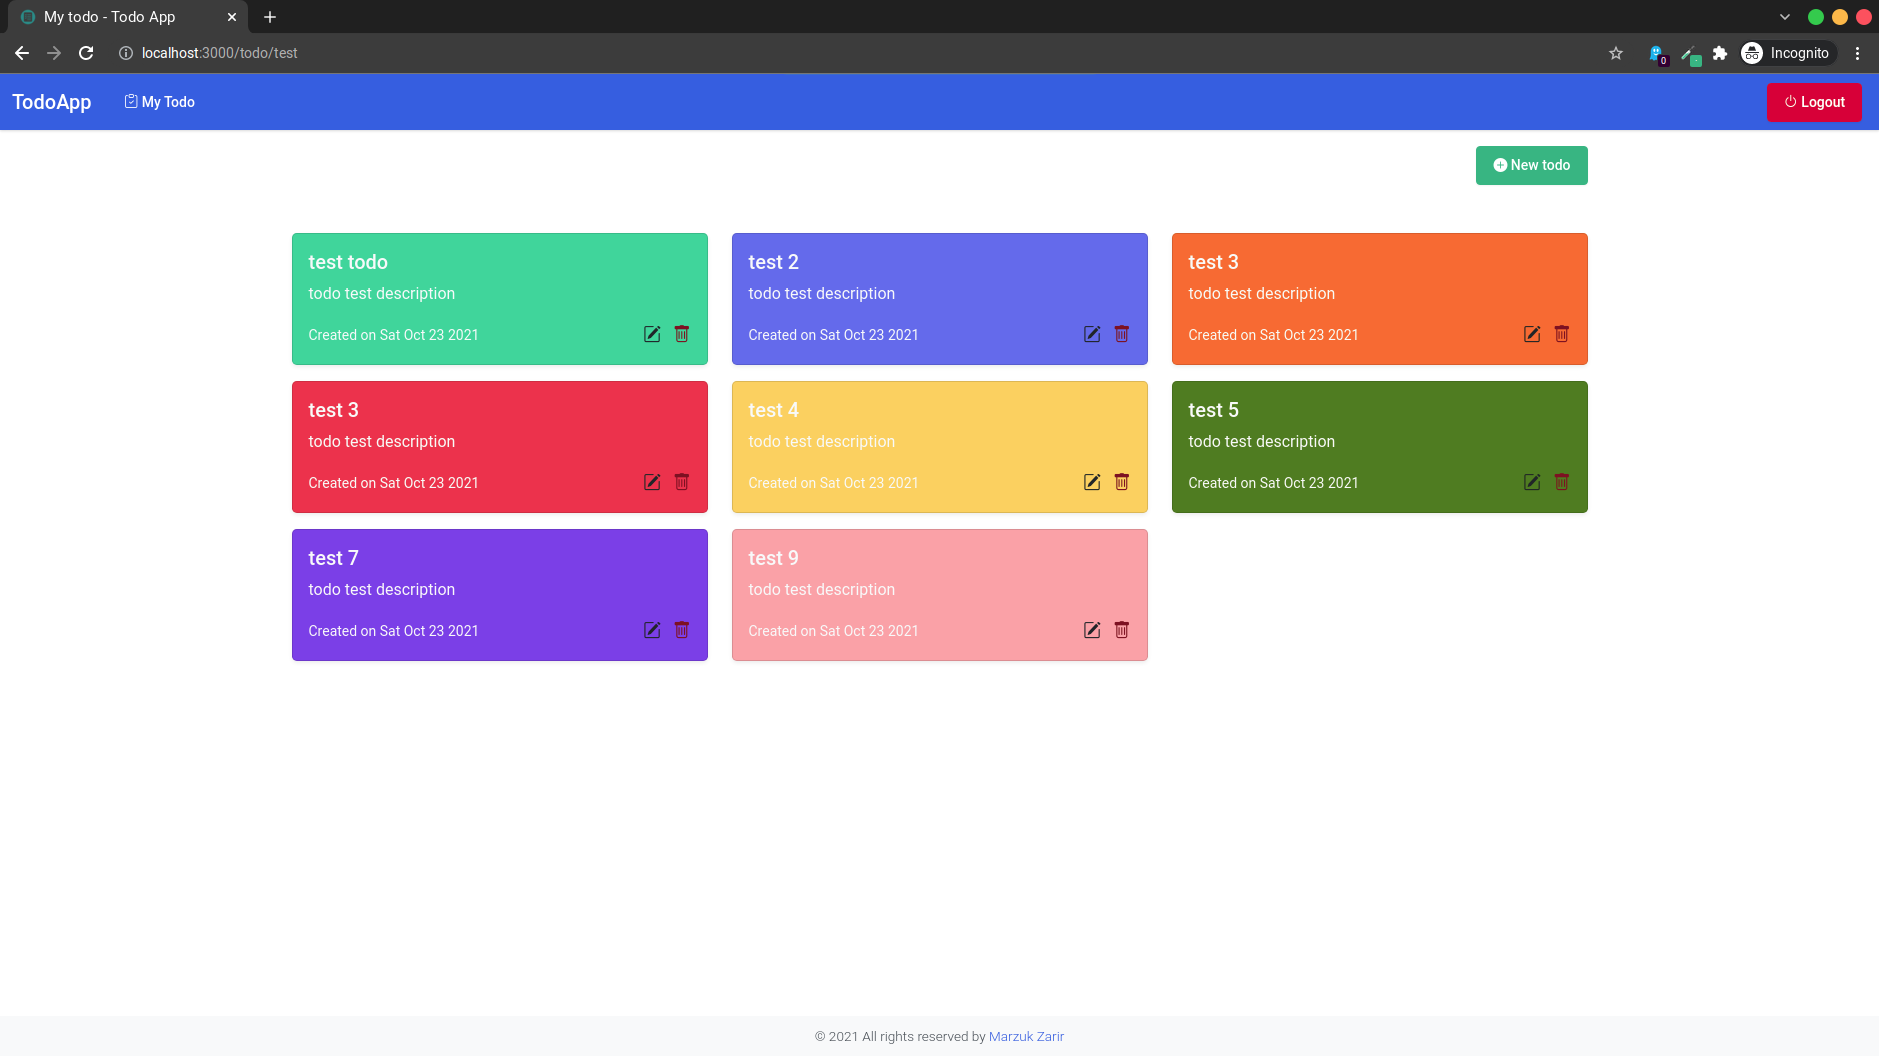 My todo - Todo App
localhost:3000/todo/test
0
Incognito
TodoApp
My Todo
Logout
New todo
test todo
todo test description
Created on Sat Oct 23 2021
test 2
todo test description
Created on Sat Oct 23 2021
test 3
todo test description
Created on Sat Oct 23 2021
test 3
todo test description
Created on Sat Oct 23 2021
test 4
todo test description
Created on Sat Oct 23 2021
test 5
todo test description
Created on Sat Oct 23 2021
test 7
todo test description
Created on Sat Oct 23 2021
test 9
todo test description
Created on Sat Oct 23 2021
© 2021 All rights reserved by Marzuk Zarir